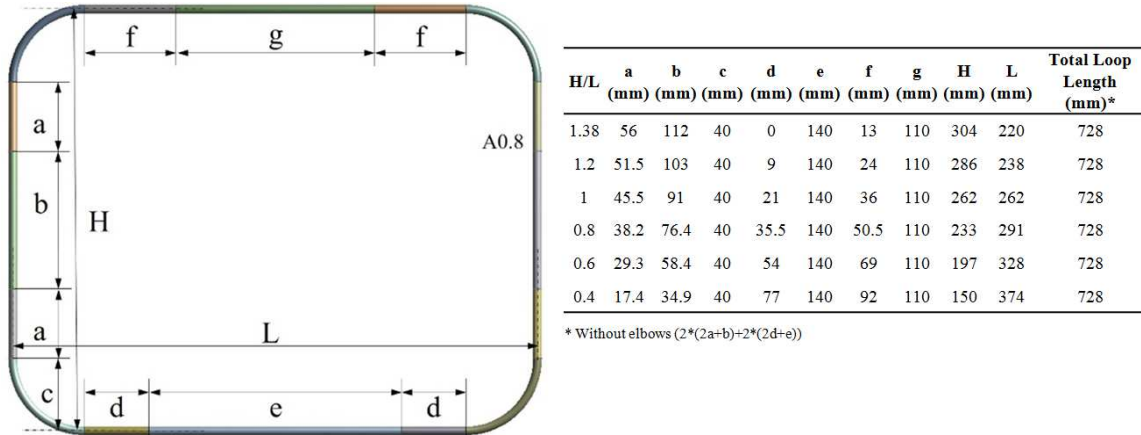 f g f
a
A0.8
b
H
a
L
c
d e d
H/L a (mm) b (mm) c (mm) d (mm) e (mm) f (mm) g (mm) H (mm) L (mm) Total Loop Length (mm)*
1.38 56 112 40 0 140 13 110 304 220 728
1.2 51.5 103 40 9 140 24 110 286 238 728
1 45.5 91 40 21 140 36 110 262 262 728
0.8 38.2 76.4 40 35.5 140 50.5 110 233 291 728
0.6 29.3 58.4 40 54 140 69 110 197 328 728
0.4 17.4 34.9 40 77 140 92 110 150 374 728
* Without elbows (2*(2a+b)+2*(2d+e))